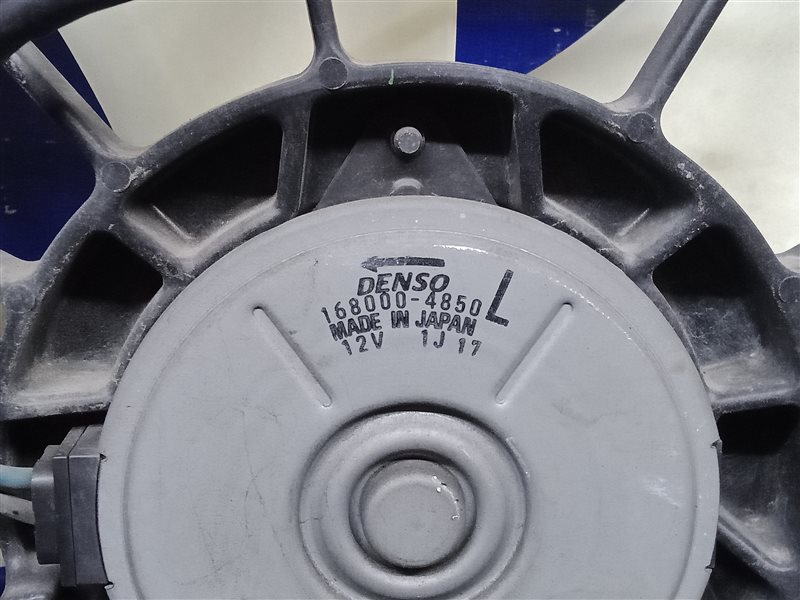 DENSO
168000-4850 L
MADE IN JAPAN
12V 1J 17